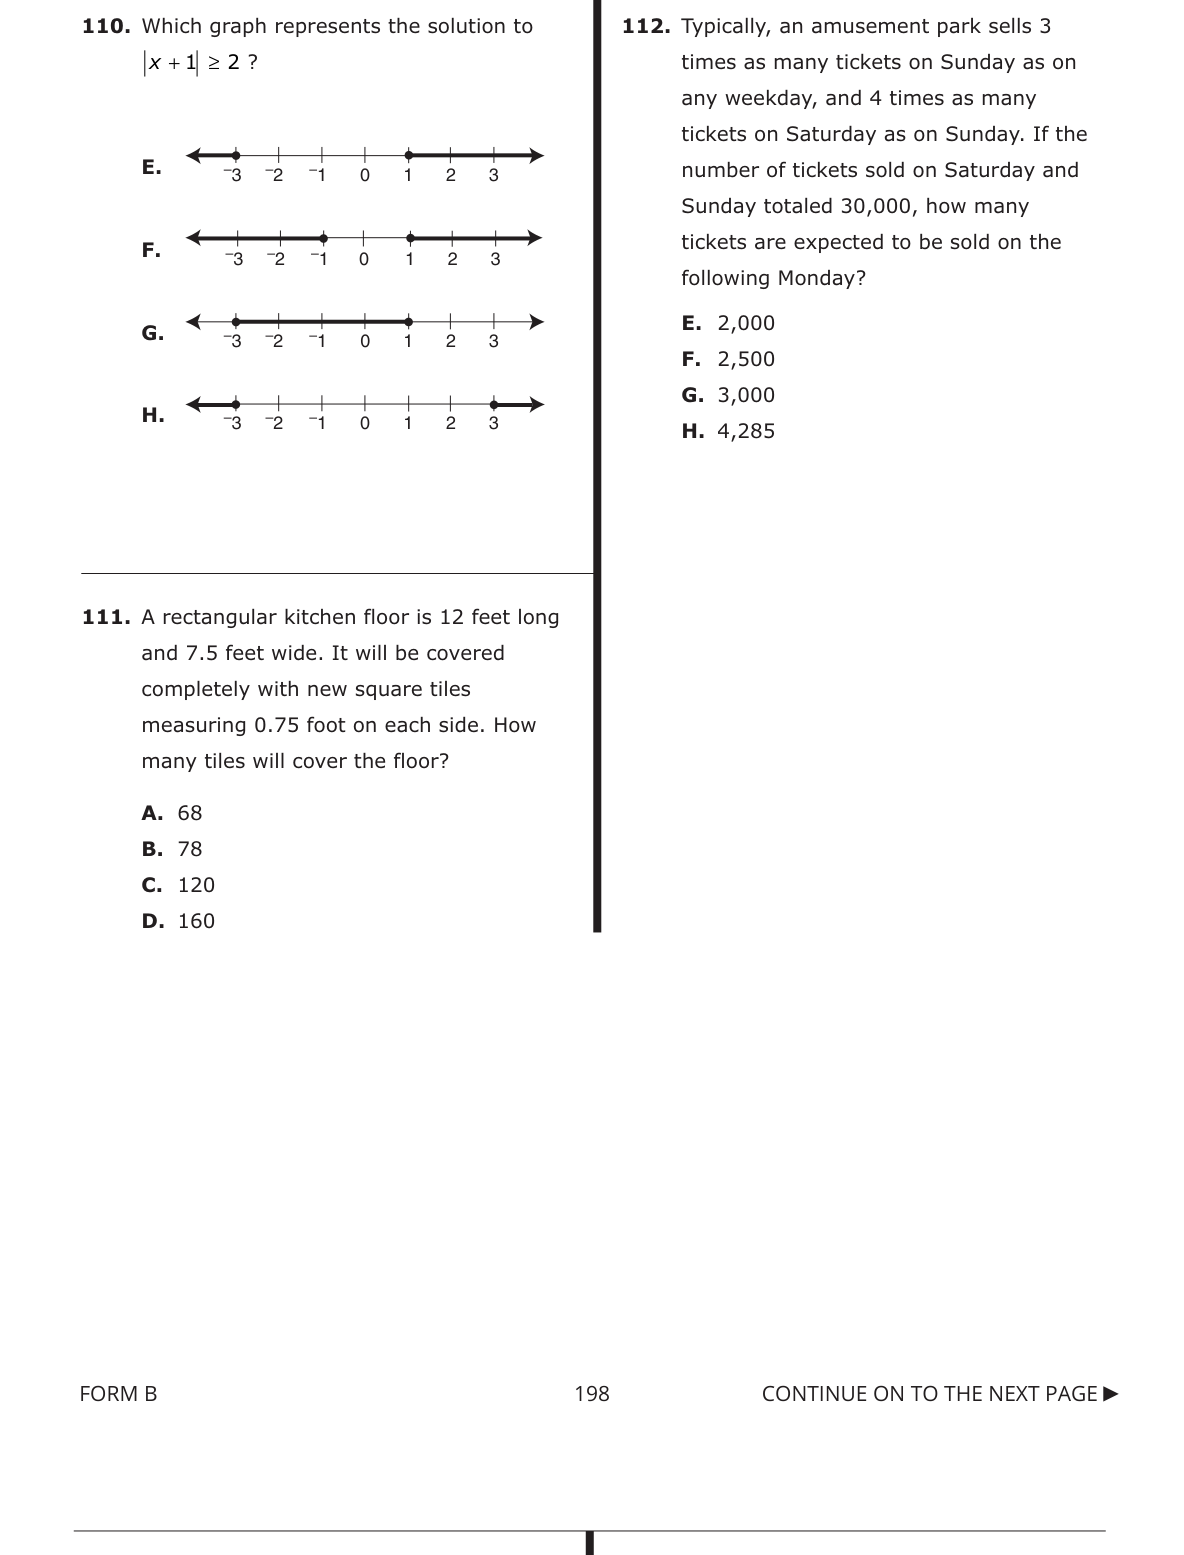 110. Which graph represents the solution to
|x + 1| ≥ 2 ?
E.
⁻3 ⁻2 ⁻1 0 1 2 3
F.
⁻3 ⁻2 ⁻1 0 1 2 3
G.
⁻3 ⁻2 ⁻1 0 1 2 3
H.
⁻3 ⁻2 ⁻1 0 1 2 3
111. A rectangular kitchen floor is 12 feet long
and 7.5 feet wide. It will be covered
completely with new square tiles
measuring 0.75 foot on each side. How
many tiles will cover the floor?
A. 68
B. 78
C. 120
D. 160
112. Typically, an amusement park sells 3
times as many tickets on Sunday as on
any weekday, and 4 times as many
tickets on Saturday as on Sunday. If the
number of tickets sold on Saturday and
Sunday totaled 30,000, how many
tickets are expected to be sold on the
following Monday?
E. 2,000
F. 2,500
G. 3,000
H. 4,285
FORM B
198
CONTINUE ON TO THE NEXT PAGE ►